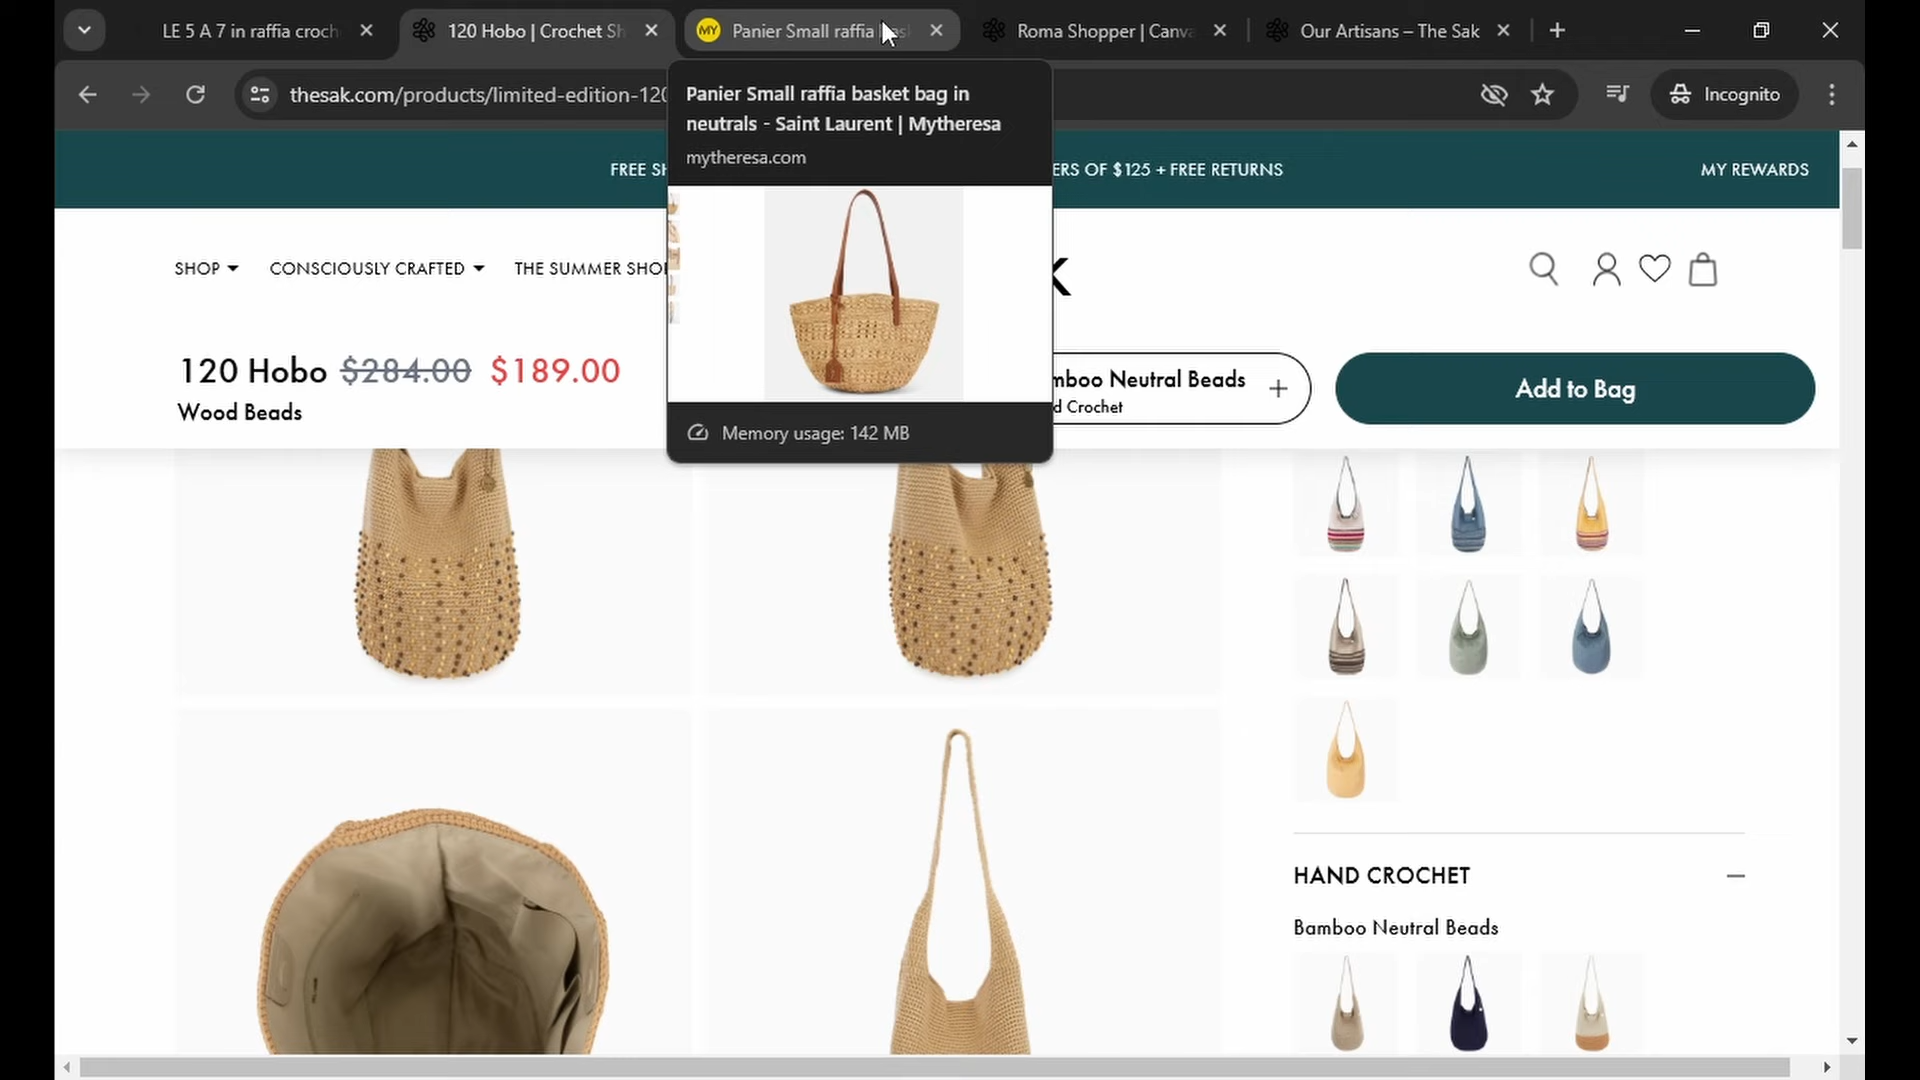 LE 5 A 7 in raffia croch
120 Hobo | Crochet Sh
MY
Panier Small raffia bask
Roma Shopper | Canva
Our Artisans – The Sak
thesak.com/products/limited-edition-120
Incognito
Panier Small raffia basket bag in
neutrals - Saint Laurent | Mytheresa
mytheresa.com
Memory usage: 142 MB
FREE SH
ERS OF $125 + FREE RETURNS
MY REWARDS
SHOP
CONSCIOUSLY CRAFTED
THE SUMMER SHOP
K
120 Hobo $284.00 $189.00
Wood Beads
mboo Neutral Beads
d Crochet
+
Add to Bag
HAND CROCHET
Bamboo Neutral Beads